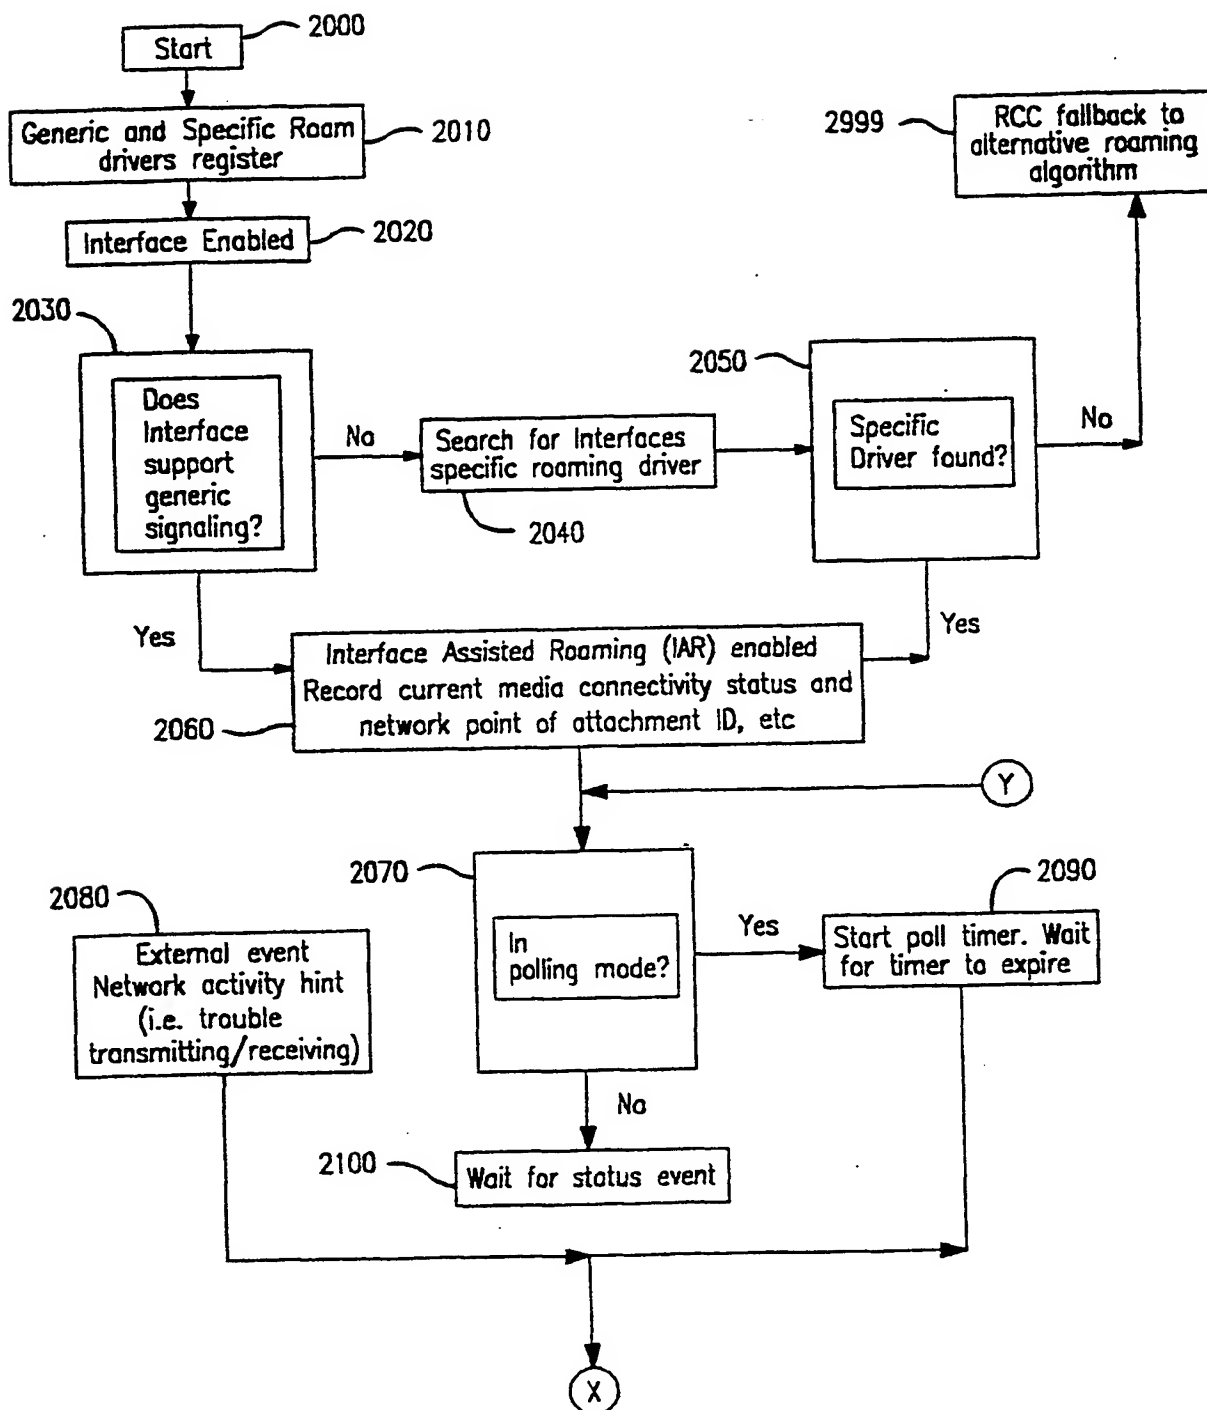 Start
2000
Generic and Specific Roam
drivers register
2010
2999
RCC fallback to
alternative roaming
algorithm
Interface Enabled
2020
2030
Does
Interface
support
generic
signaling?
No
Search for Interfaces
specific roaming driver
2040
2050
Specific
Driver found?
No
Yes
Yes
Interface Assisted Roaming (IAR) enabled
Record current media connectivity status and
network point of attachment ID, etc
2060
Y
2070
In
polling mode?
Yes
2090
Start poll timer. Wait
for timer to expire
2080
External event
Network activity hint
(i.e. trouble
transmitting/receiving)
No
2100
Wait for status event
X